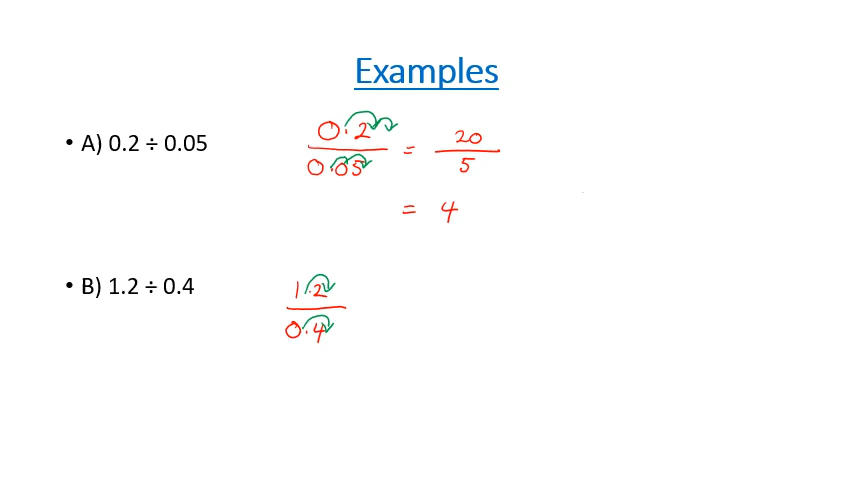 Examples
• A) 0.2 ÷ 0.05
0.2
0.05
=
20
5
= 4
• B) 1.2 ÷ 0.4
1.2
0.4